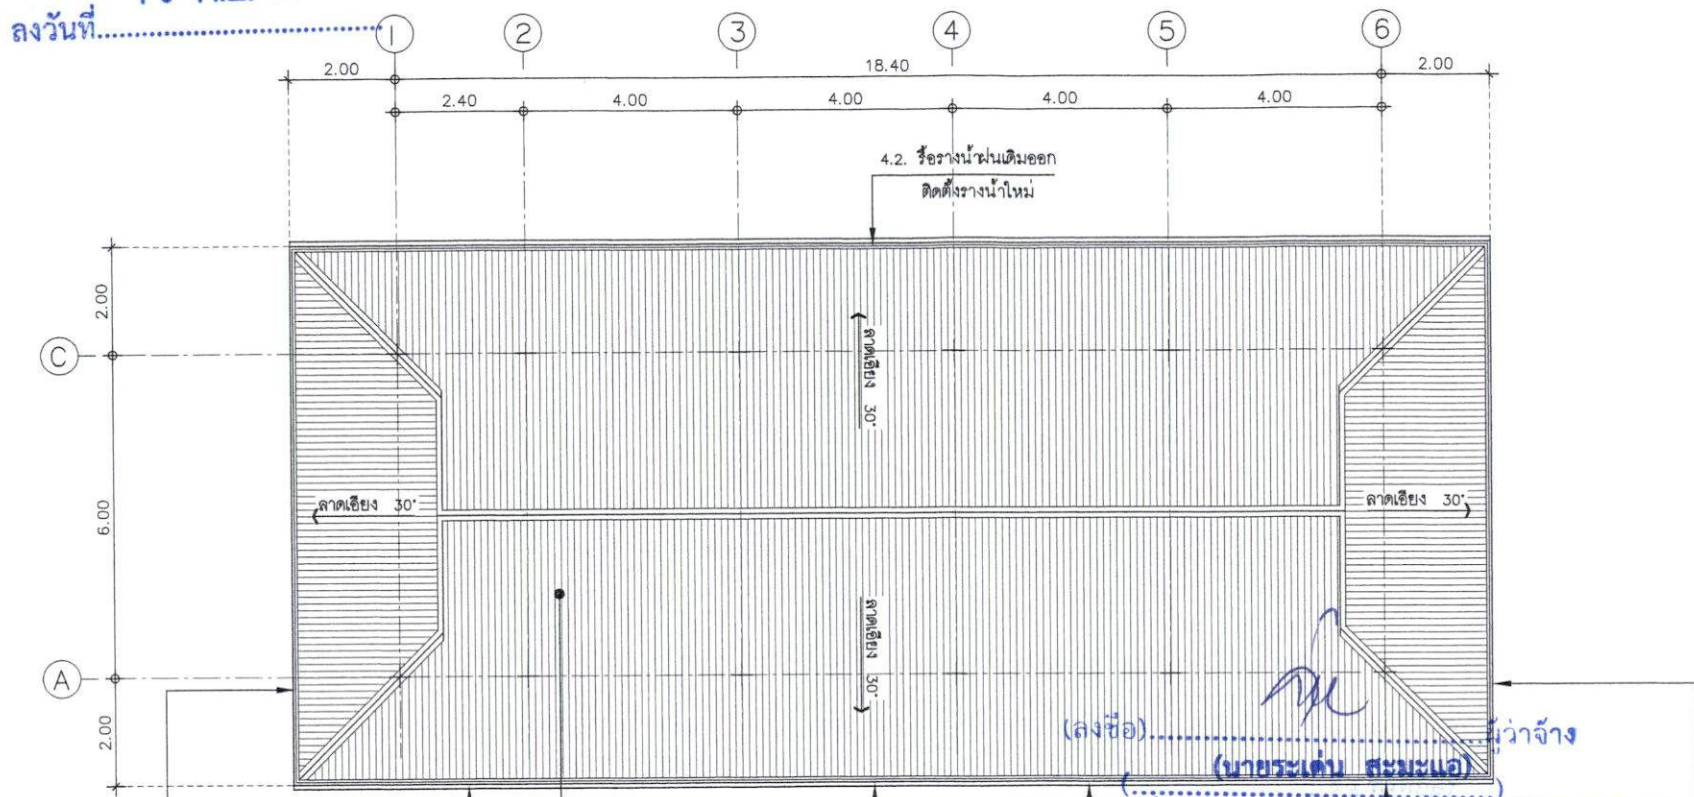 ลงวันที่
1 2 3 4 5 6
2.00 18.40 2.00
2.40 4.00 4.00 4.00 4.00
4.2. รื้อรางน้ำฝนเดิมออก
ติดตั้งรางน้ำใหม่
2.00
C
ลาดเอียง 30°
6.00
ลาดเอียง 30°
ลาดเอียง 30°
A
ลาดเอียง 30°
2.00
(ลงชื่อ) ผู้ว่าจ้าง
(นายระเด่น สะมะแอ)